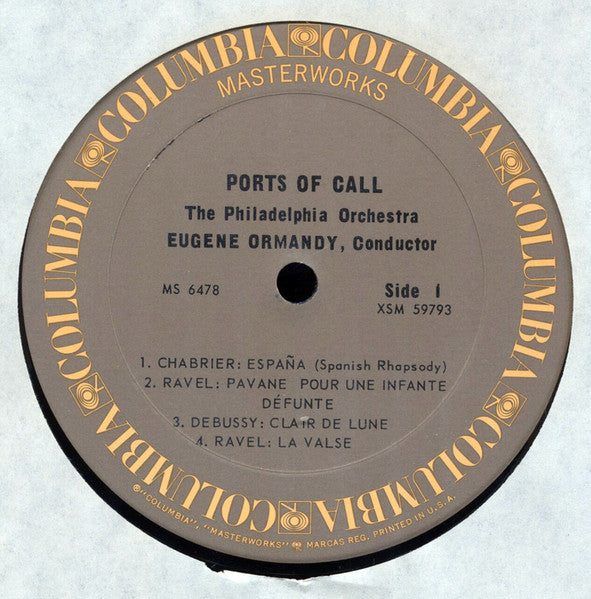 COLUMBIA COLUMBIA COLUMBIA COLUMBIA COLUMBIA COLUMBIA COLUMBIA COLUMBIA
MASTERWORKS
PORTS OF CALL
The Philadelphia Orchestra
EUGENE ORMANDY, Conductor
MS 6478
Side 1
XSM 59793
1. CHABRIER: ESPAÑA (Spanish Rhapsody)
2. RAVEL: PAVANE POUR UNE INFANTE
DÉFUNTE
3. DEBUSSY: CLAIR DE LUNE
4. RAVEL: LA VALSE
® "COLUMBIA", "MASTERWORKS" MARCAS REG. PRINTED IN U.S.A.